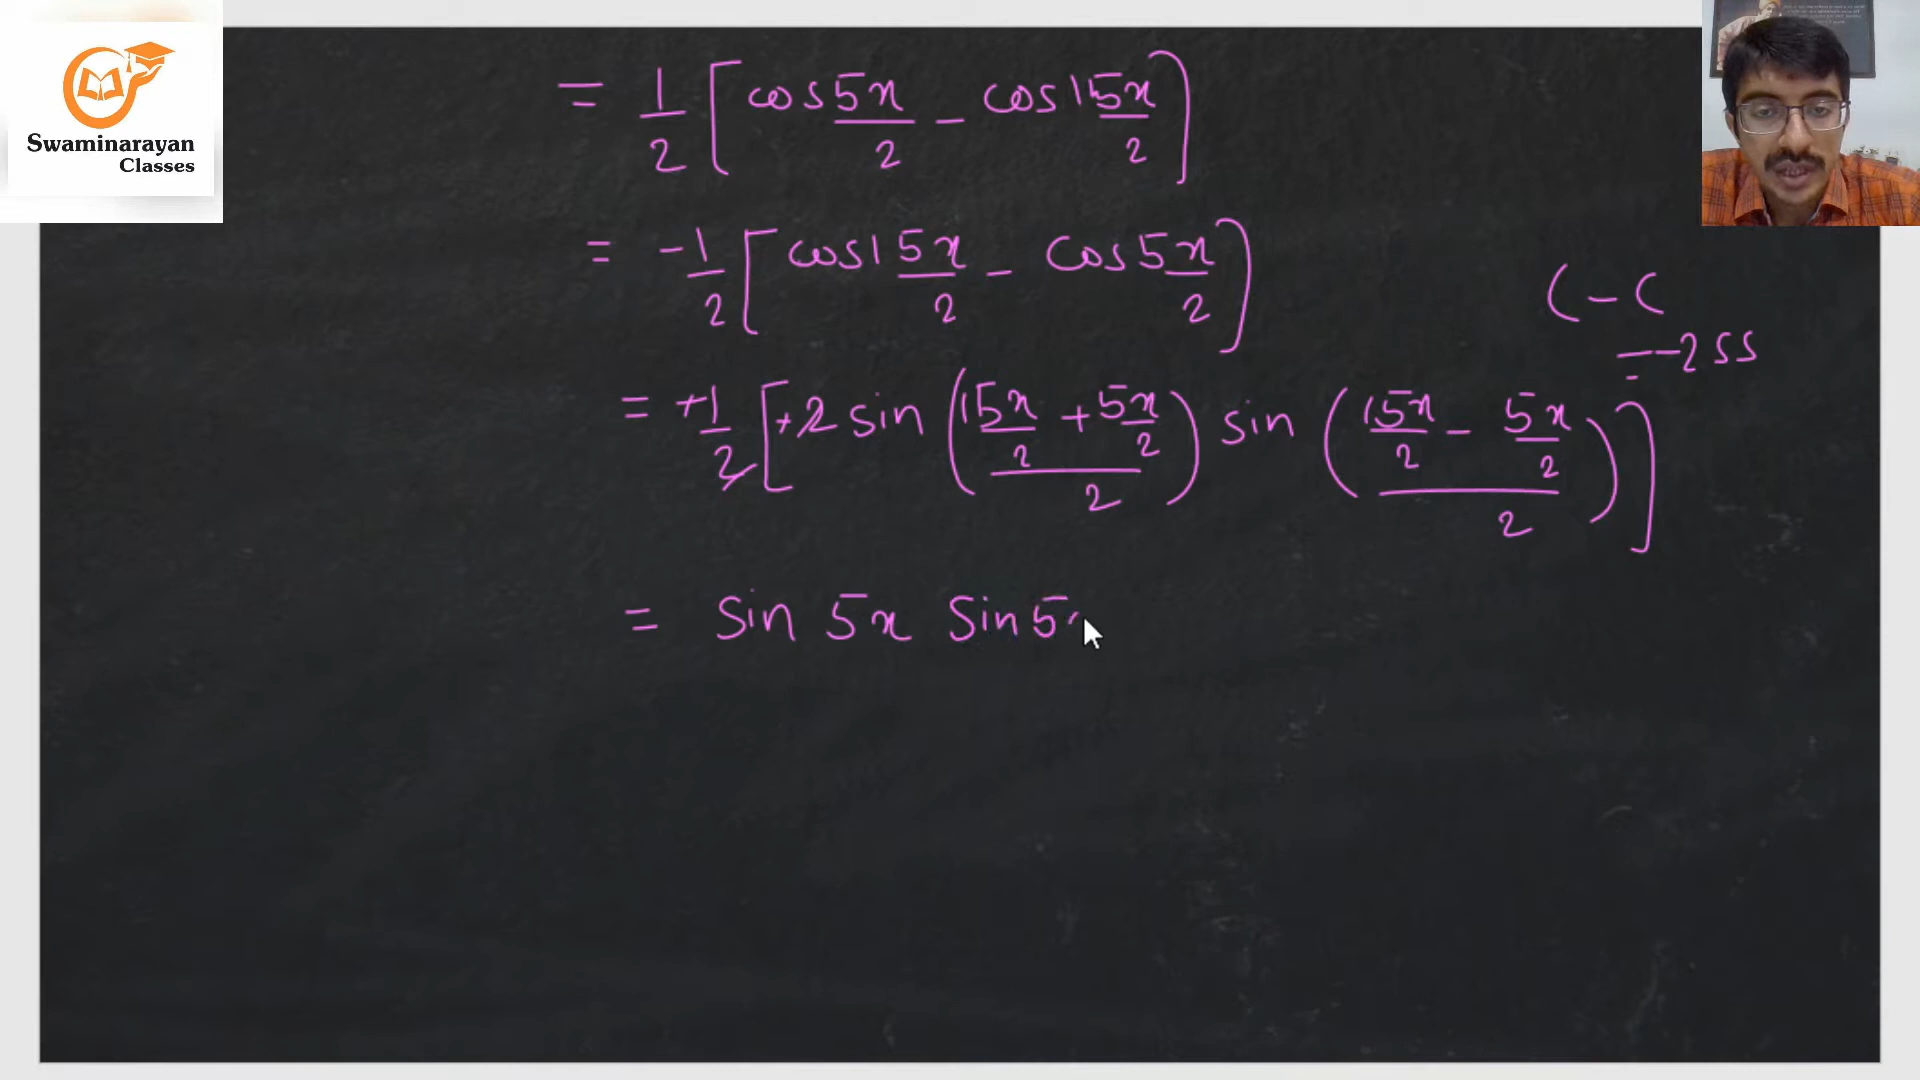 Swaminarayan
Classes
= 1/2 [cos 5x/2 - cos 15x/2]
= -1/2 [cos 15x/2 - cos 5x/2]
C - C
= -2 s s
= +1/2 [+2 sin ((15x/2 + 5x/2)/2) sin ((15x/2 - 5x/2)/2)]
= sin 5x sin 5